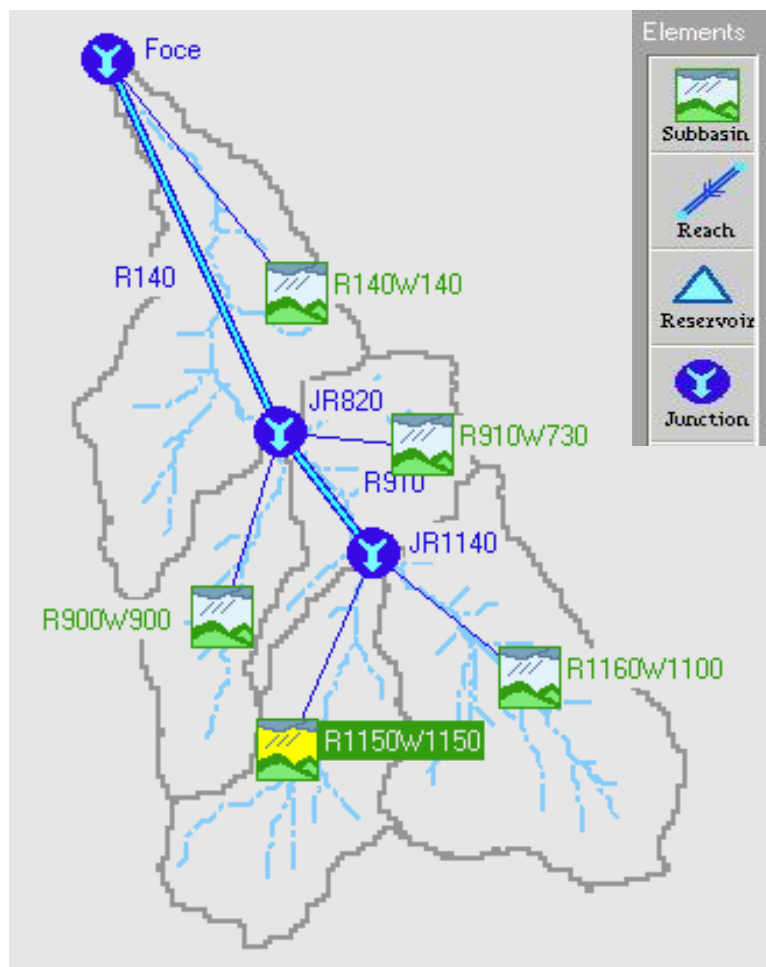 Foce
Elements
Subbasin
Reach
R140
R140W140
Reservoir
JR820
Junction
R910W730
R910
JR1140
R900W900
R1160W1100
R1150W1150